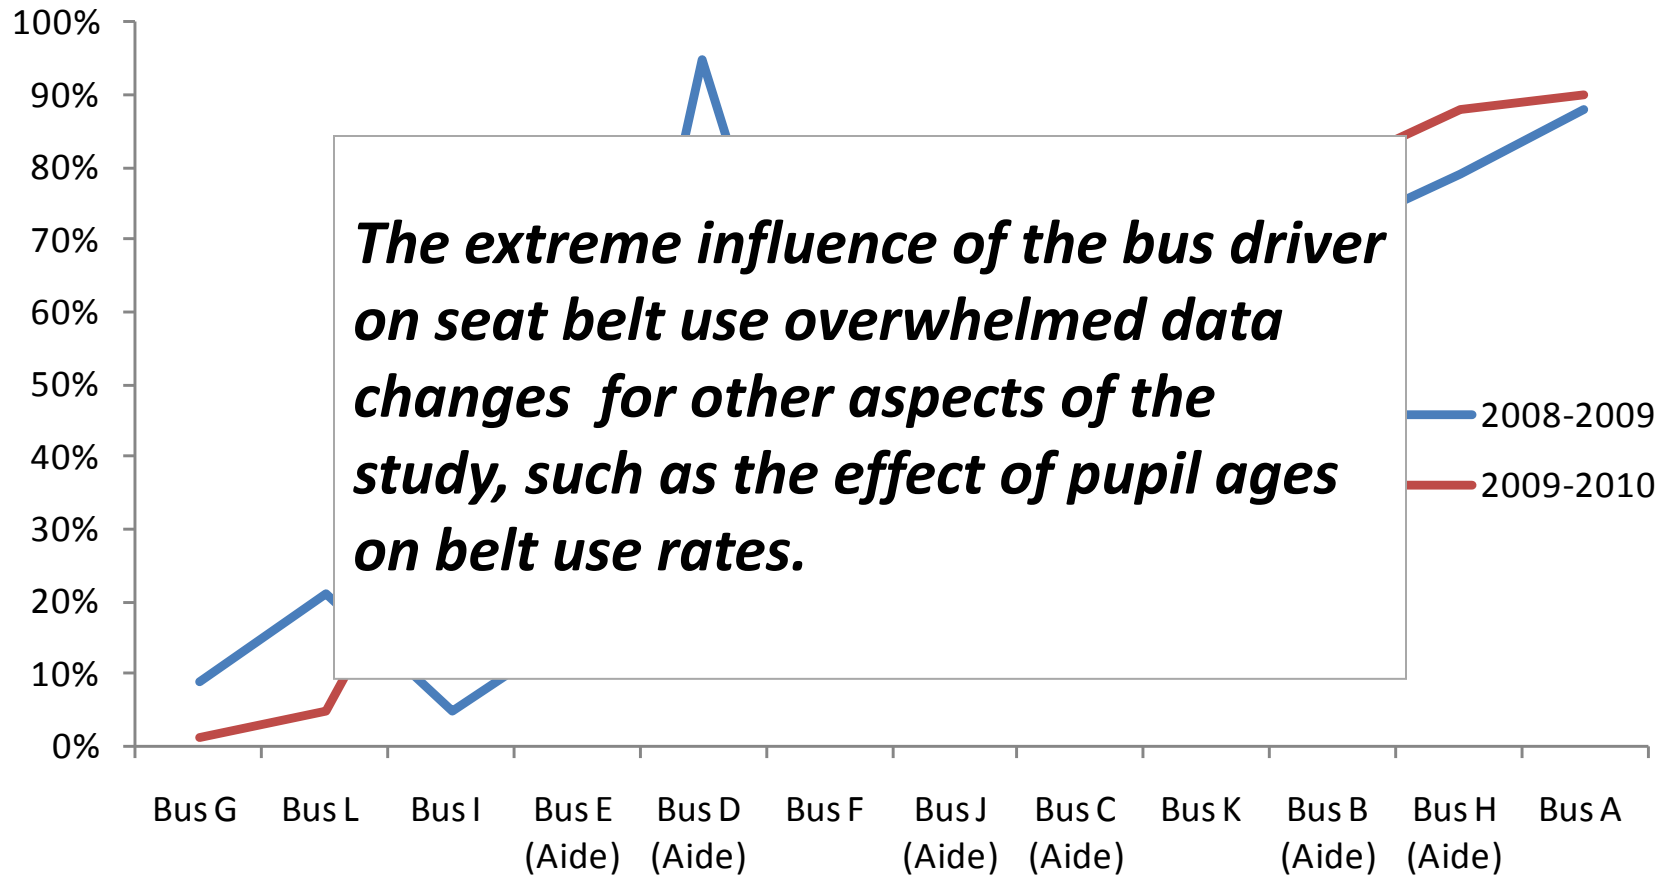 100%
90%
80%
70%
60%
50%
40%
30%
20%
10%
0%
The extreme influence of the bus driver
on seat belt use overwhelmed data
changes for other aspects of the
study, such as the effect of pupil ages
on belt use rates.
2008-2009
2009-2010
Bus G Bus L Bus I Bus E Bus D Bus F Bus J Bus C Bus K Bus B Bus H Bus A
(Aide) (Aide) (Aide) (Aide) (Aide) (Aide)